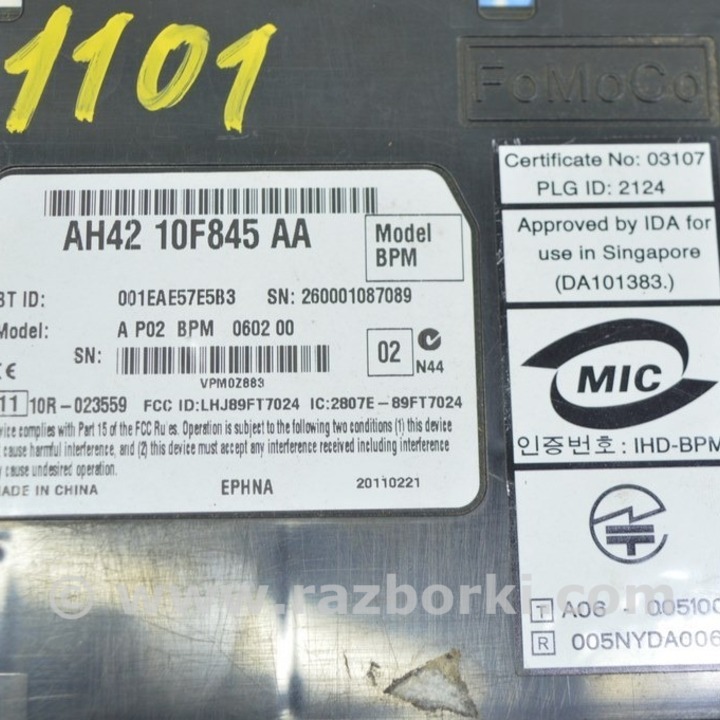 1101
FoMoCo
Certificate No: 03107
PLG ID: 2124
Approved by IDA for
use in Singapore
(DA101383.)
MIC
인증번호 : IHD-BPM
T A06 - 005100
R 005NYDA006
AH42 10F845 AA
Model
BPM
BT ID: 001EAE57E5B3 SN: 260001087089
Model: A P02 BPM 0602 00
SN:
VPM0Z883
02
N44
CE
11 10R-023559 FCC ID:LHJ89FT7024 IC:2807E-89FT7024
complies with Part 15 of the FCC Ru es. Operation is subject to the following two conditions (1) this device
cause harmful interference, and (2) this device must accept any interference received including interference
cause undesired operation.
MADE IN CHINA EPHNA 20110221
© www.razborki.com